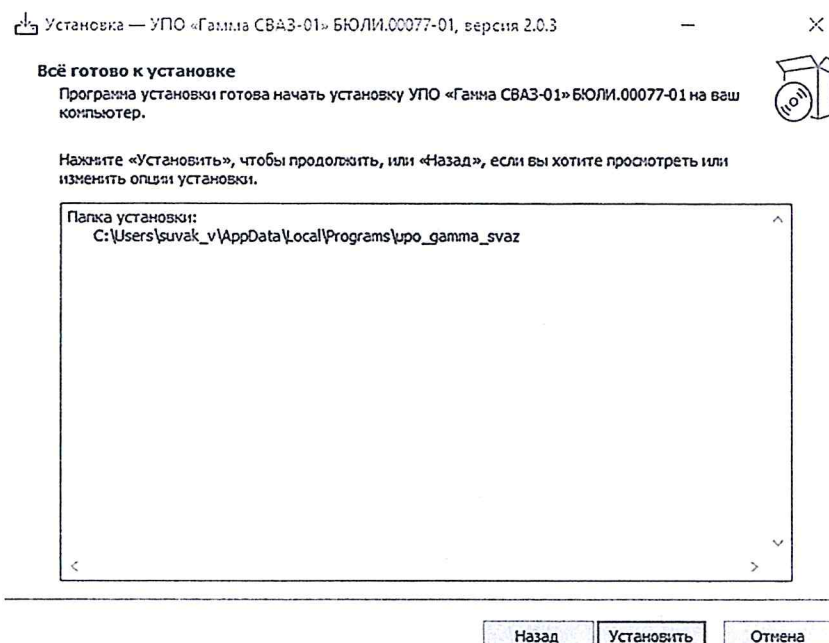 Установка — УПО «Гамма СВАЗ-01» БЮЛИ.00077-01, версия 2.0.3
Всё готово к установке
Программа установки готова начать установку УПО «Гамма СВАЗ-01» БЮЛИ.00077-01 на ваш
компьютер.
Нажмите «Установить», чтобы продолжить, или «Назад», если вы хотите просмотреть или
изменить опции установки.
Папка установки:
C:\Users\suvak_v\AppData\Local\Programs\upo_gamma_svaz
Назад
Установить
Отмена